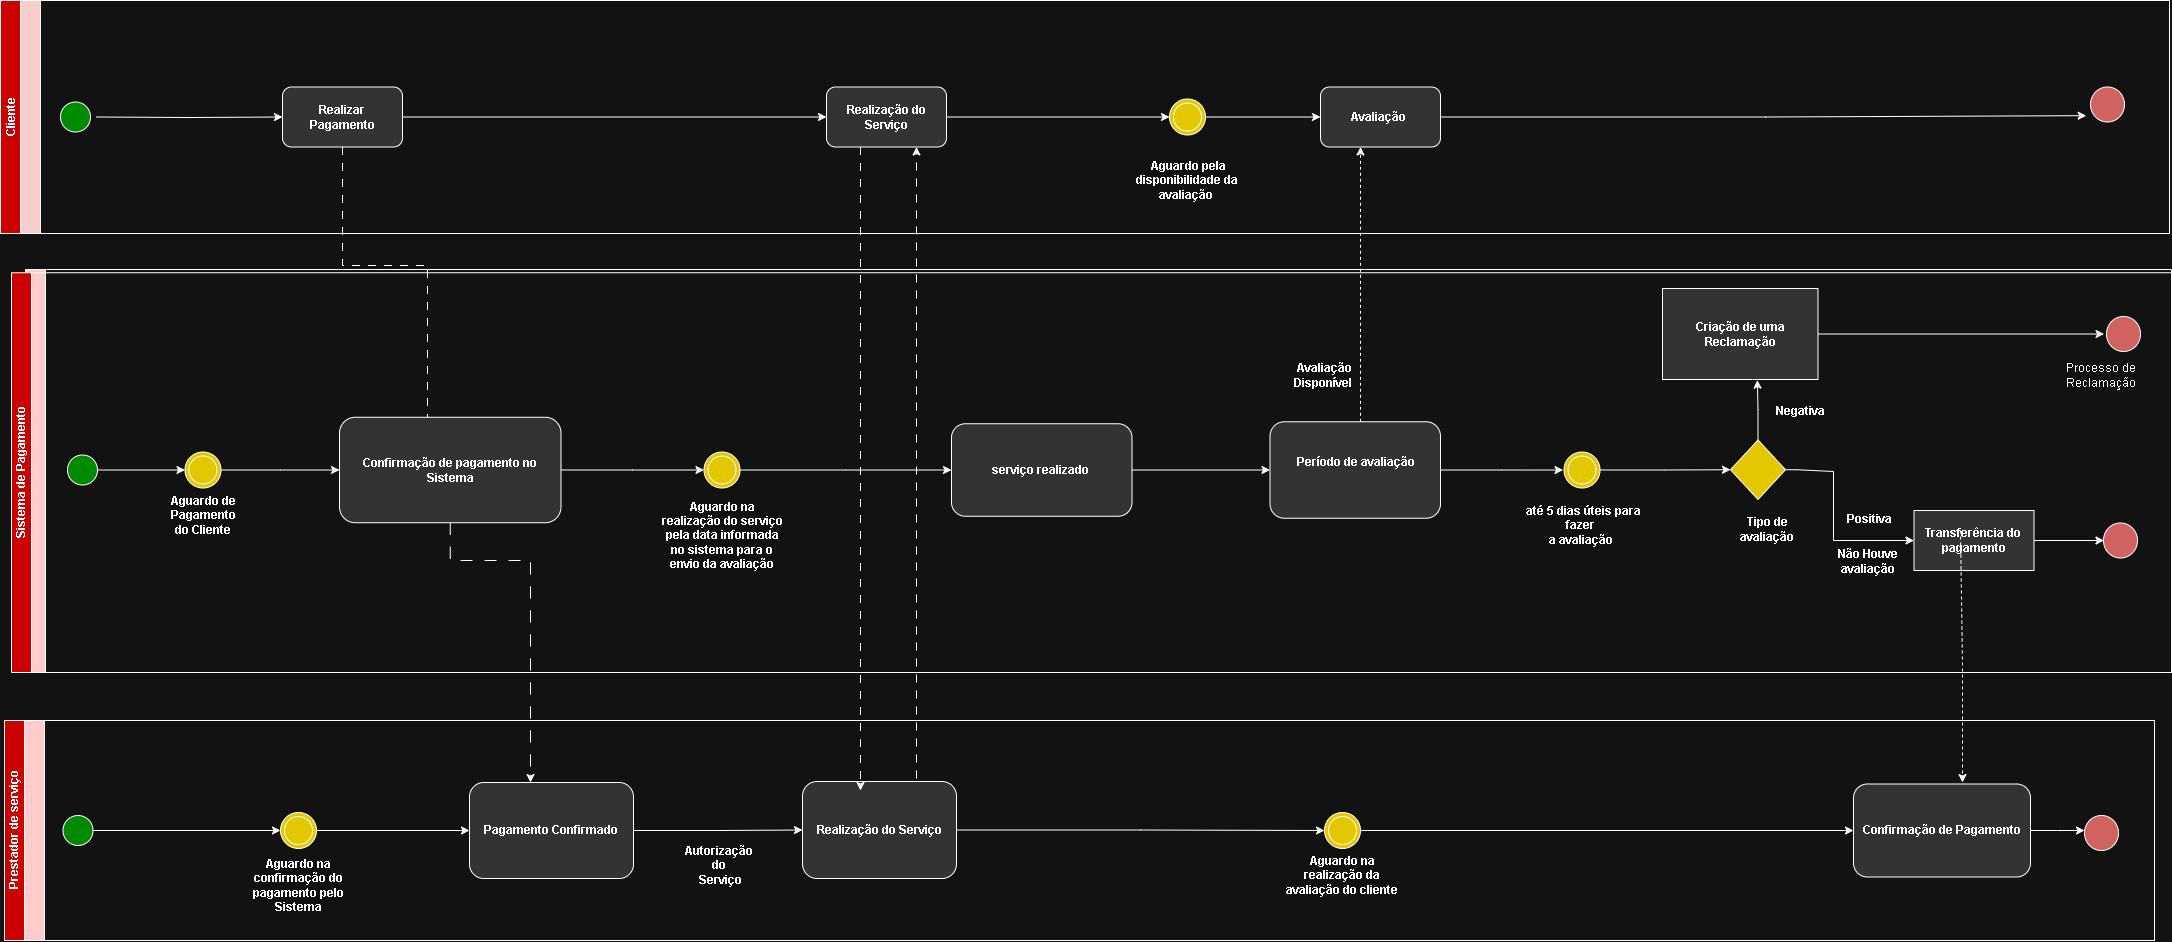 Cliente
Realizar
Pagamento
Realização do
Serviço
Aguardo pela
disponibilidade da
avaliação
Avaliação
Sistema de Pagamento
Aguardo de
Pagamento
do Cliente
Confirmação de pagamento no
Sistema
Aguardo na
realização do serviço
pela data informada
no sistema para o
envio da avaliação
serviço realizado
Avaliação
Disponível
Período de avaliação
até 5 dias úteis para
fazer
a avaliação
Criação de uma
Reclamação
Processo de
Reclamação
Negativa
Tipo de
avaliação
Positiva
Não Houve
avaliação
Transferência do
pagamento
Prestador de serviço
Aguardo na
confirmação do
pagamento pelo
Sistema
Pagamento Confirmado
Autorização
do
Serviço
Realização do Serviço
Aguardo na
realização da
avaliação do cliente
Confirmação de Pagamento